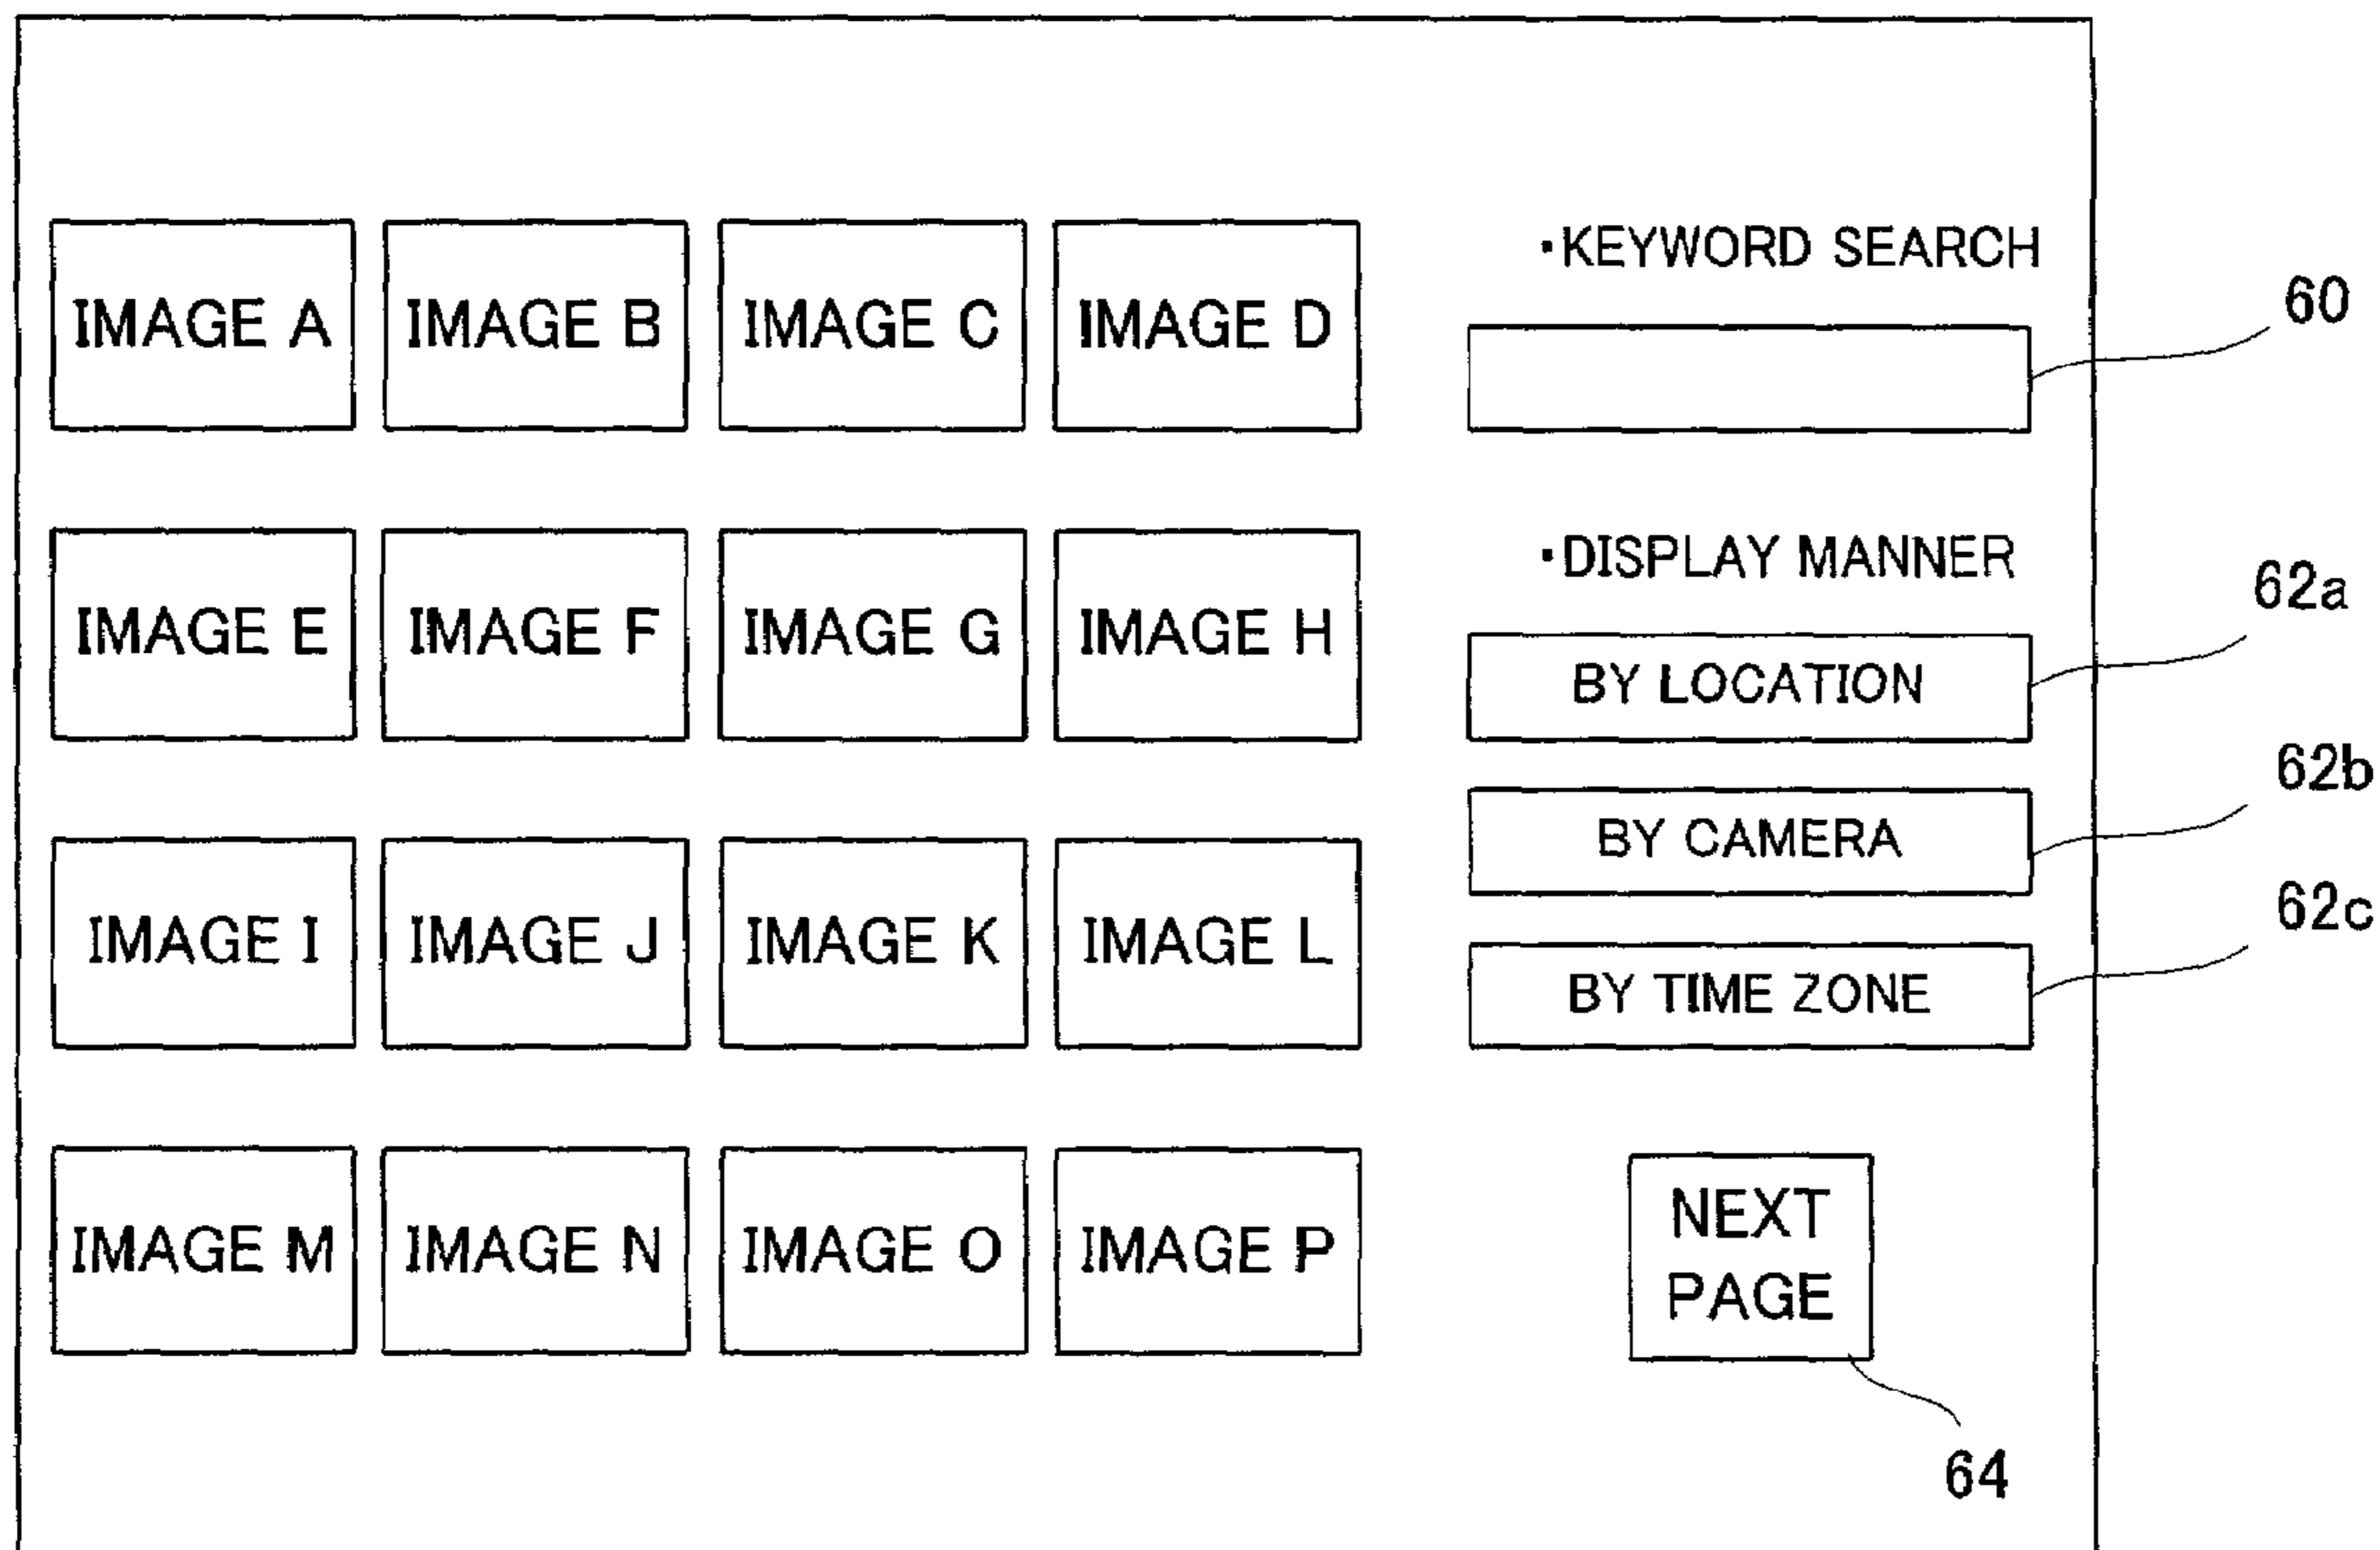 IMAGE A IMAGE B IMAGE C IMAGE D
·KEYWORD SEARCH
60
IMAGE E IMAGE F IMAGE G IMAGE H
·DISPLAY MANNER
62a
BY LOCATION
62b
BY CAMERA
62c
IMAGE I IMAGE J IMAGE K IMAGE L
BY TIME ZONE
IMAGE M IMAGE N IMAGE O IMAGE P
NEXT
PAGE
64